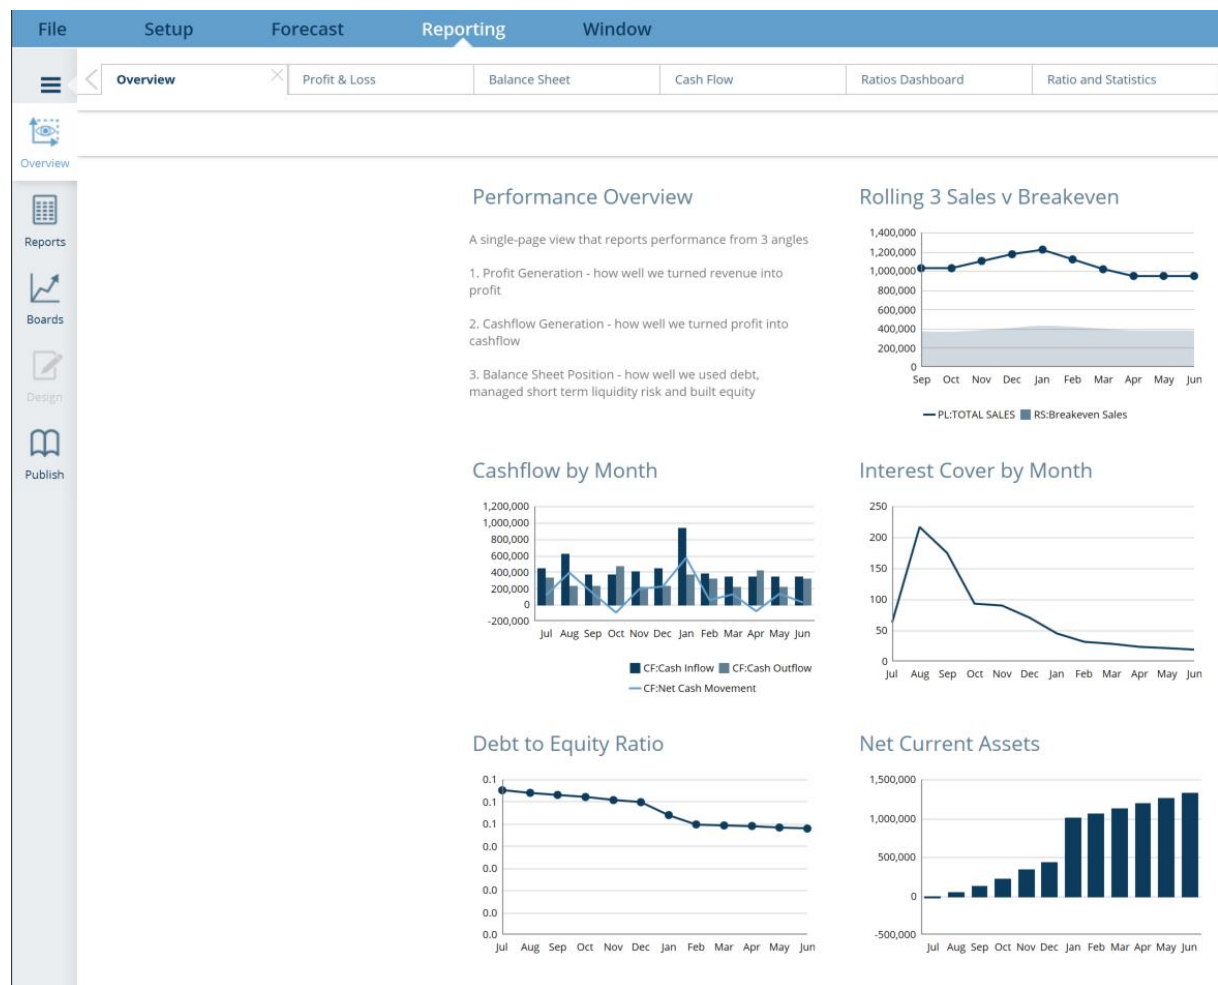 File Setup Forecast Reporting Window
Overview Profit & Loss Balance Sheet Cash Flow Ratios Dashboard Ratio and Statistics
Overview
Reports
Boards
Design
Publish
Performance Overview
A single-page view that reports performance from 3 angles
1. Profit Generation - how well we turned revenue into
profit
2. Cashflow Generation - how well we turned profit into
cashflow
3. Balance Sheet Position - how well we used debt,
managed short term liquidity risk and built equity
Rolling 3 Sales v Breakeven
1,400,000
1,200,000
1,000,000
800,000
600,000
400,000
200,000
0
Sep Oct Nov Dec Jan Feb Mar Apr May Jun
PL:TOTAL SALES RS:Breakeven Sales
Cashflow by Month
1,200,000
1,000,000
800,000
600,000
400,000
200,000
0
-200,000
Jul Aug Sep Oct Nov Dec Jan Feb Mar Apr May Jun
CF:Cash Inflow CF:Cash Outflow
CF:Net Cash Movement
Interest Cover by Month
250
200
150
100
50
0
Jul Aug Sep Oct Nov Dec Jan Feb Mar Apr May Jun
Debt to Equity Ratio
0.1
0.1
0.1
0.0
0.0
0.0
0.0
0.0
Jul Aug Sep Oct Nov Dec Jan Feb Mar Apr May Jun
Net Current Assets
1,500,000
1,000,000
500,000
0
-500,000
Jul Aug Sep Oct Nov Dec Jan Feb Mar Apr May Jun